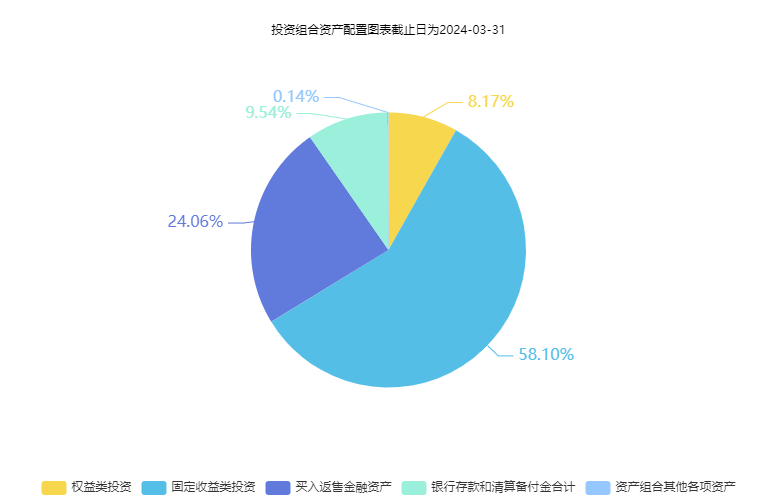 投资组合资产配置图表截止日为2024-03-31
0.14%
8.17%
9.54%
24.06%
58.10%
权益类投资 固定收益类投资 买入返售金融资产 银行存款和清算备付金合计 资产组合其他各项资产